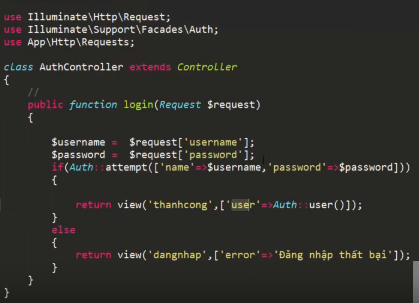 use Illuminate\Http\Request;
use Illuminate\Support\Facades\Auth;
use App\Http\Requests;
class AuthController extends Controller
{
//
public function login(Request $request)
{
$username = $request['username'];
$password = $request['password'];
if(Auth::attempt(['name'=>$username,'password'=>$password]))
{
return view('thanhcong',['user'=>Auth::user()]);
}
else
{
return view('dangnhap',['error'=>'Đăng nhập thất bại']);
}
}
}